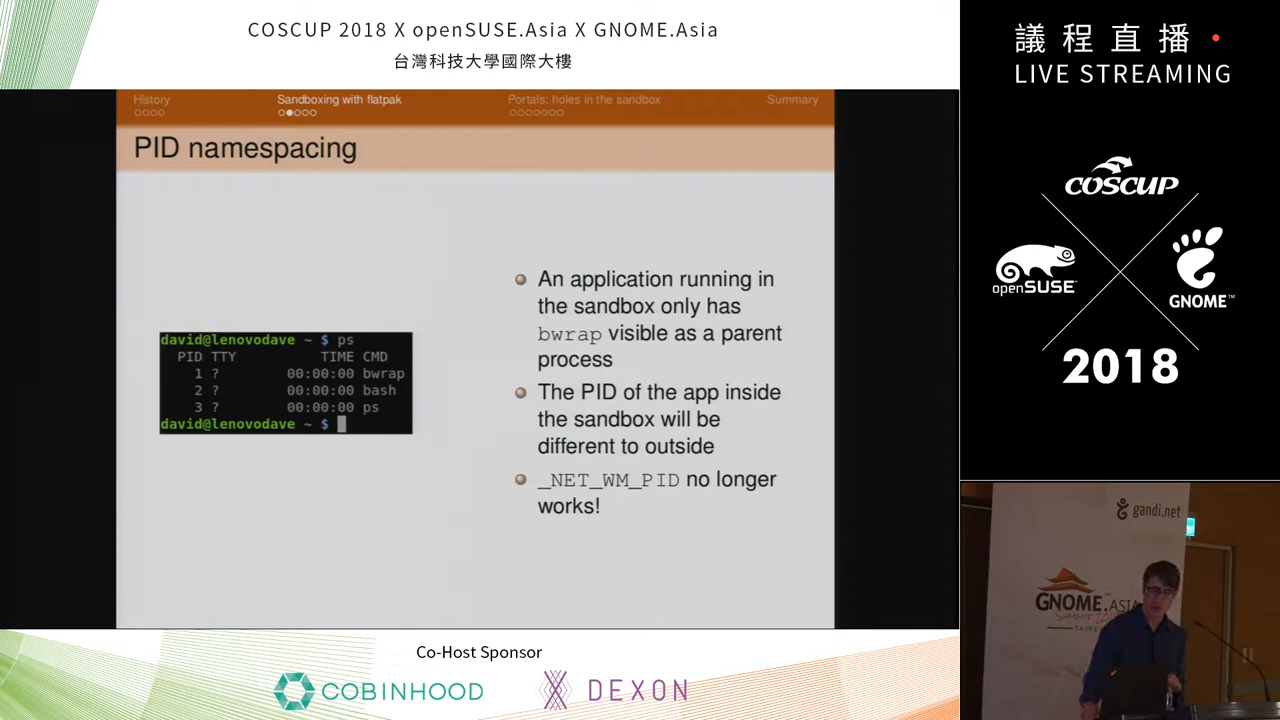 COSCUP 2018 X openSUSE.Asia X GNOME.Asia
台灣科技大學國際大樓
議程直播
LIVE STREAMING
History
Sandboxing with flatpak
Portals: holes in the sandbox
Summary
PID namespacing
david@lenovodave ~ $ ps
PID TTY TIME CMD
1 ? 00:00:00 bwrap
2 ? 00:00:00 bash
3 ? 00:00:00 ps
david@lenovodave ~ $
An application running in
the sandbox only has
bwrap visible as a parent
process
The PID of the app inside
the sandbox will be
different to outside
_NET_WM_PID no longer
works!
COSCUP
openSUSE
GNOME™
2018
gandi.net
GNOME.ASIA
Co-Host Sponsor
COBINHOOD
DEXON